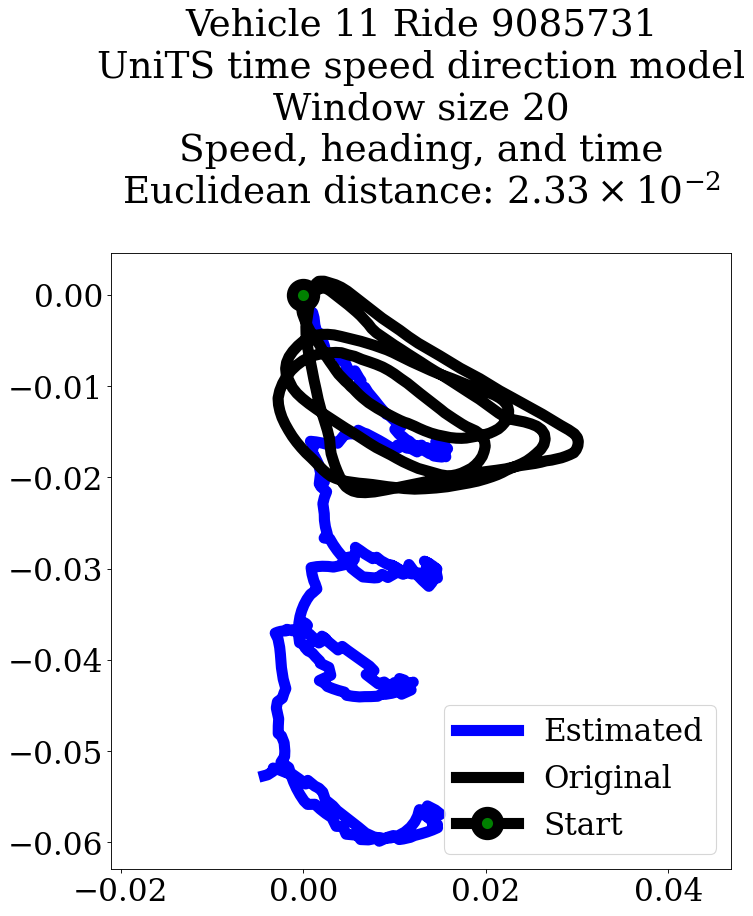 Vehicle 11 Ride 9085731
UniTS time speed direction model
Window size 20
Speed, heading, and time
Euclidean distance: 2.33 × 10⁻²
0.00
−0.01
−0.02
−0.03
−0.04
−0.05
−0.06
Estimated
Original
Start
−0.02 0.00 0.02 0.04